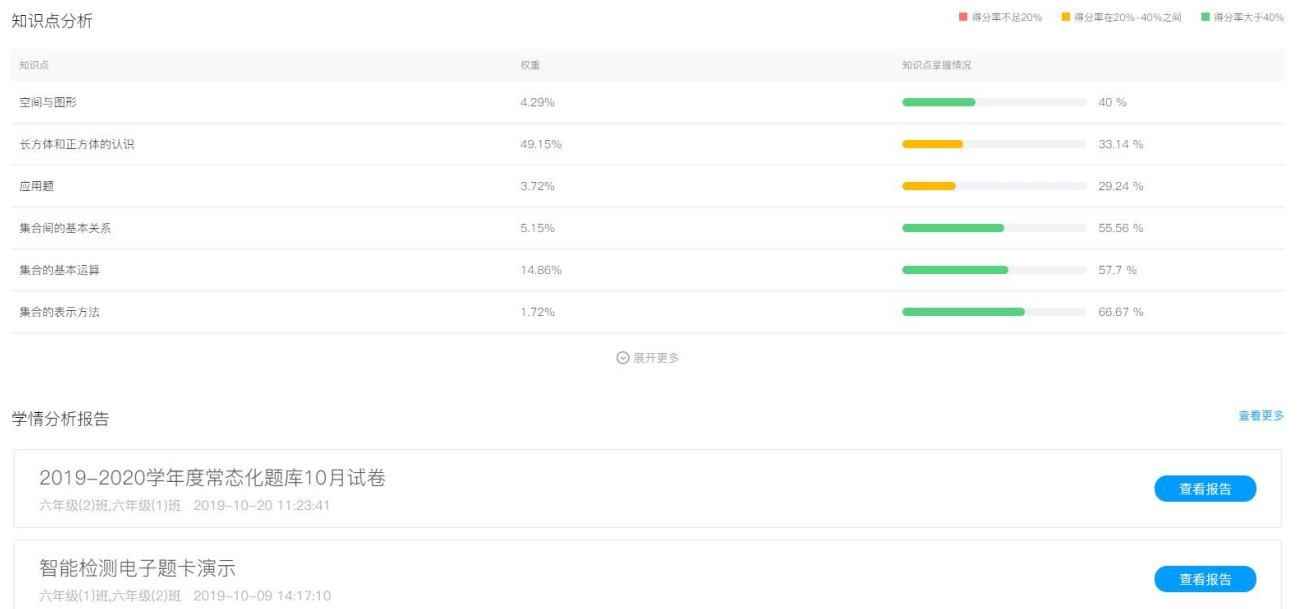 知识点分析
得分率不足20% 得分率在20%-40%之间 得分率大于40%
知识点 权重 知识点掌握情况
空间与图形 4.29% 40 %
长方体和正方体的认识 49.15% 33.14 %
应用题 3.72% 29.24 %
集合间的基本关系 5.15% 55.56 %
集合的基本运算 14.86% 57.7 %
集合的表示方法 1.72% 66.67 %
展开更多
学情分析报告 查看更多
2019-2020学年度常态化题库10月试卷
六年级(2)班,六年级(1)班 2019-10-20 11:23:41
查看报告
智能检测电子题卡演示
六年级(1)班,六年级(2)班 2019-10-09 14:17:10
查看报告